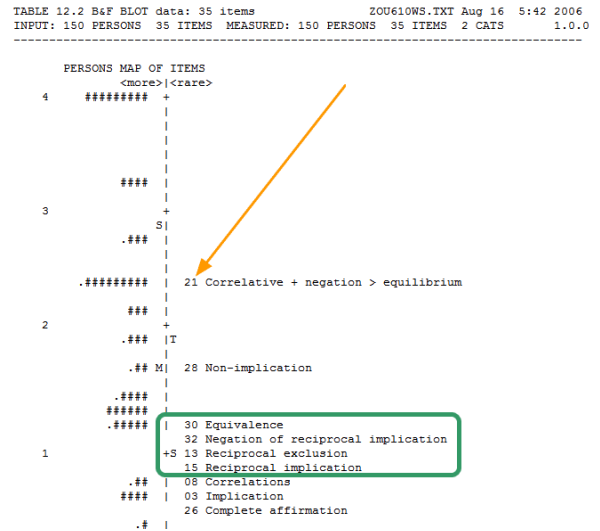 TABLE 12.2 B&F BLOT data: 35 items ZOU610WS.TXT Aug 16 5:42 2006
INPUT: 150 PERSONS 35 ITEMS MEASURED: 150 PERSONS 35 ITEMS 2 CATS 1.0.0
--------------------------------------------------------------------------------
PERSONS MAP OF ITEMS
<more>|<rare>
4 ######### +
|
|
|
|
|
|
#### |
|
3 +
S|
.### |
|
|
.######### | 21 Correlative + negation > equilibrium
|
### |
2 +
.### |T
|
.## M| 28 Non-implication
|
.#### |
###### |
.##### | 30 Equivalence
| 32 Negation of reciprocal implication
1 +S 13 Reciprocal exclusion
| 15 Reciprocal implication
.## | 08 Correlations
#### | 03 Implication
| 26 Complete affirmation
.# |